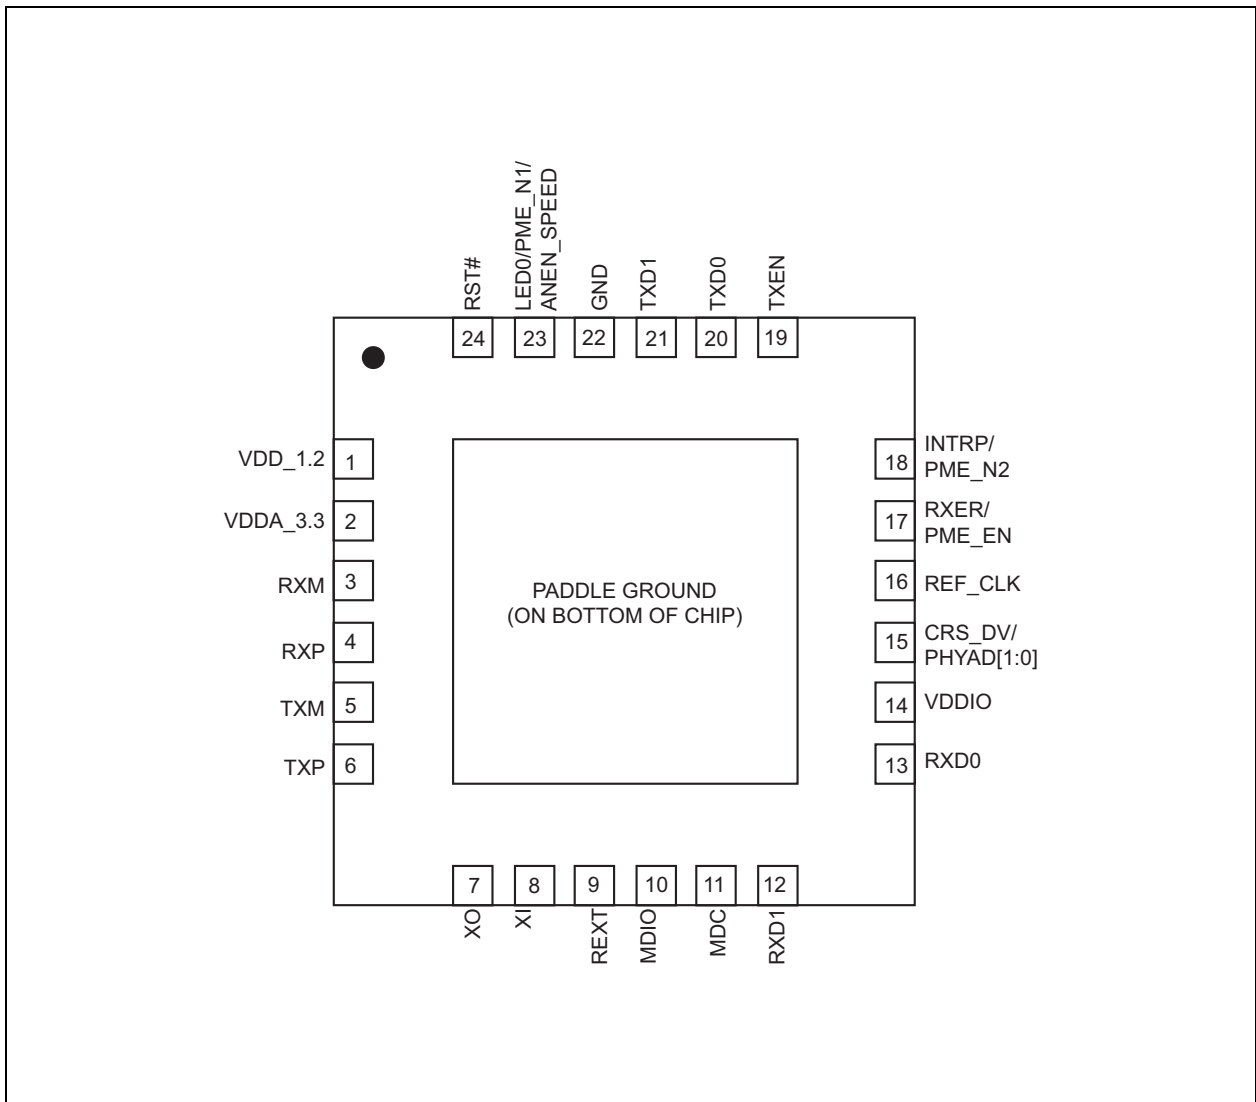 RST#
LED0/PME_N1/
ANEN_SPEED
GND
TXD1
TXD0
TXEN
24
23
22
21
20
19
VDD_1.2
1
VDDA_3.3
2
RXM
3
RXP
4
TXM
5
TXP
6
PADDLE GROUND
(ON BOTTOM OF CHIP)
18
INTRP/
PME_N2
17
RXER/
PME_EN
16
REF_CLK
15
CRS_DV/
PHYAD[1:0]
14
VDDIO
13
RXD0
7
8
9
10
11
12
XO
XI
REXT
MDIO
MDC
RXD1